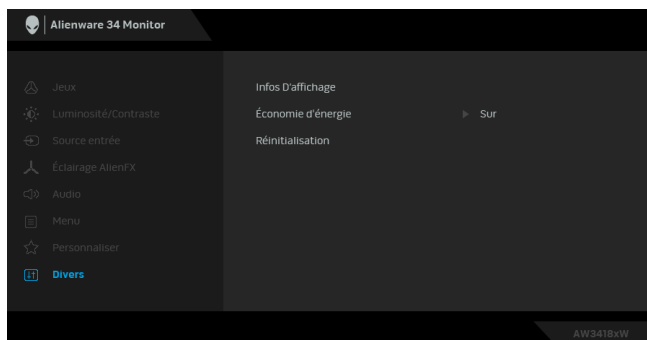 Alienware 34 Monitor
Jeux
Infos D'affichage
Luminosité/Contraste
Économie d'énergie
Sur
Source entrée
Réinitialisation
Éclairage AlienFX
Audio
Menu
Personnaliser
Divers
AW3418xW